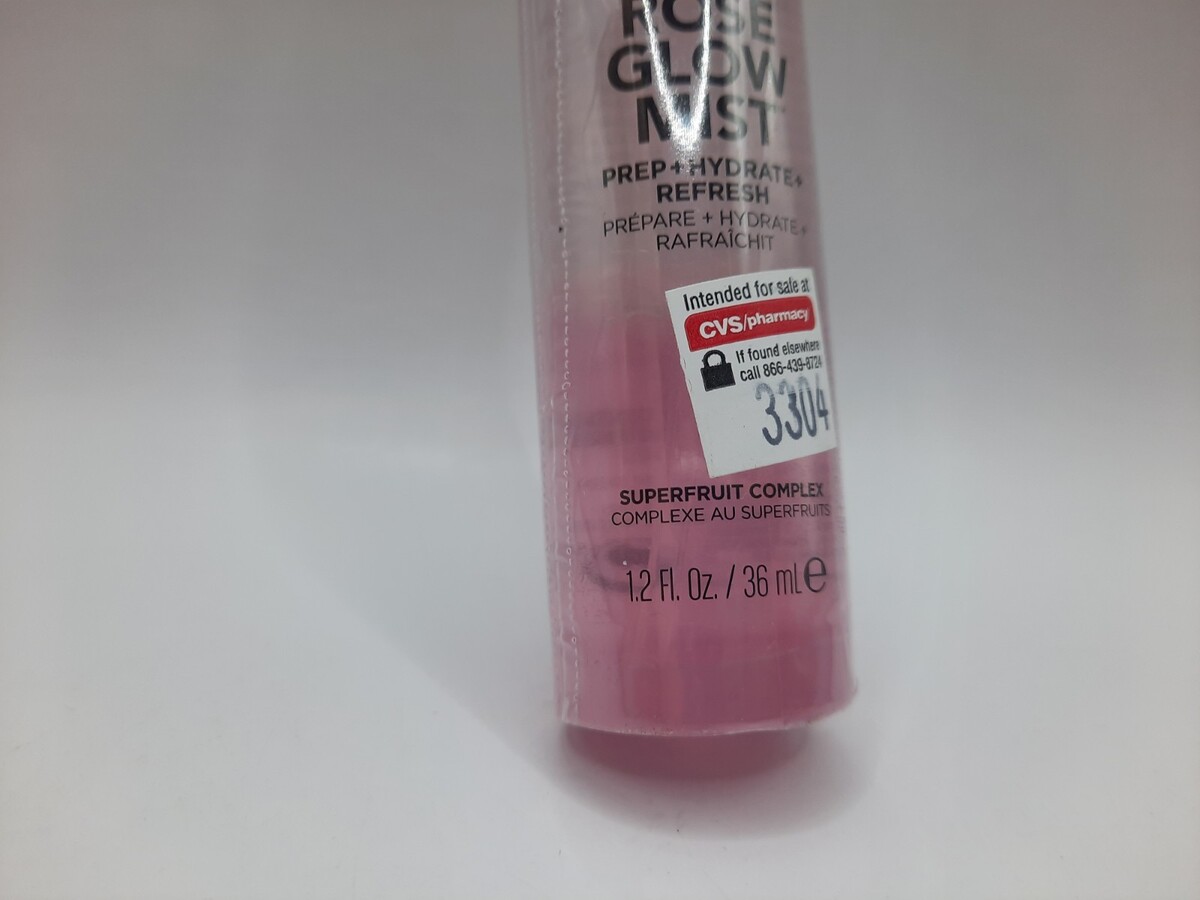 ROSE
GLOW
MIST
PREP + HYDRATE +
REFRESH
PRÉPARE + HYDRATE +
RAFRAÎCHIT
Intended for sale at
CVS/pharmacy
If found elsewhere
call 866-439-8724
3304
SUPERFRUIT COMPLEX
COMPLEXE AU SUPERFRUITS
1.2 Fl. Oz. / 36 mL e